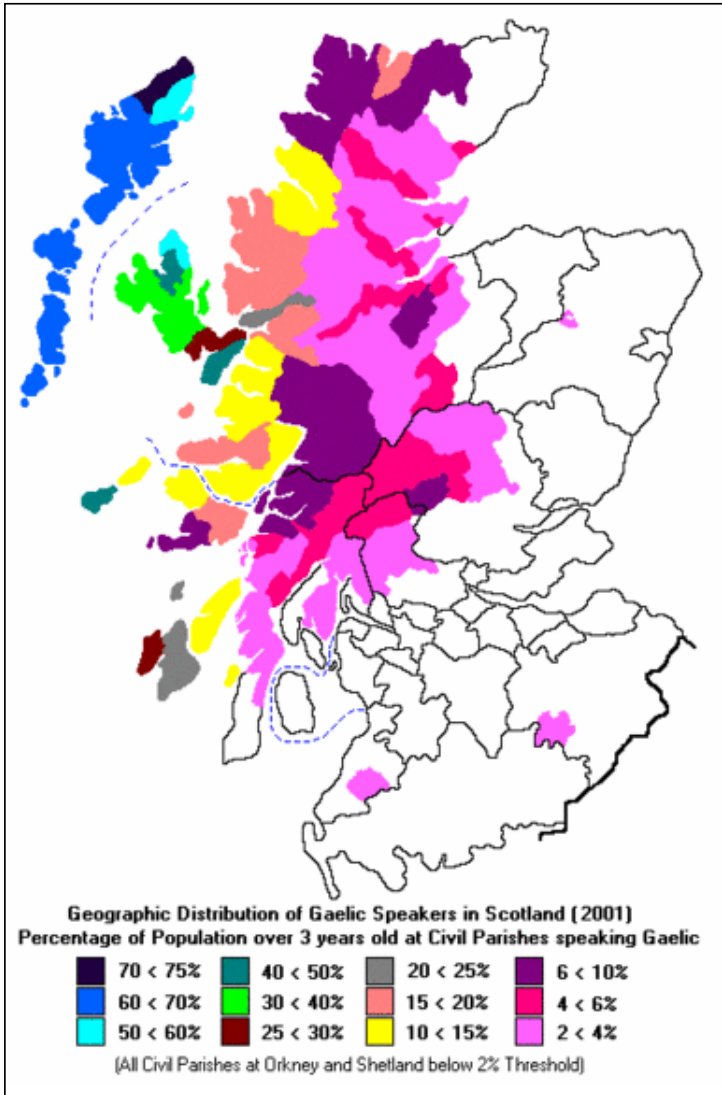 Geographic Distribution of Gaelic Speakers in Scotland (2001)
Percentage of Population over 3 years old at Civil Parishes speaking Gaelic
70 < 75% 40 < 50% 20 < 25% 6 < 10%
60 < 70% 30 < 40% 15 < 20% 4 < 6%
50 < 60% 25 < 30% 10 < 15% 2 < 4%
(All Civil Parishes at Orkney and Shetland below 2% Threshold)